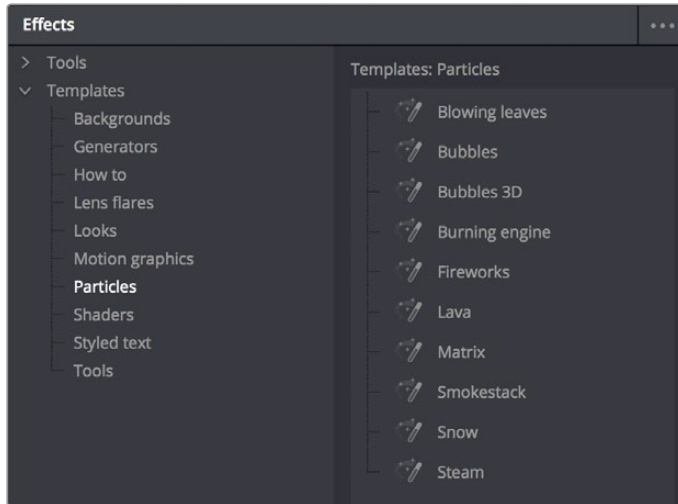 Effects
Tools
Templates
Backgrounds
Generators
How to
Lens flares
Looks
Motion graphics
Particles
Shaders
Styled text
Tools
Templates: Particles
Blowing leaves
Bubbles
Bubbles 3D
Burning engine
Fireworks
Lava
Matrix
Smokestack
Snow
Steam